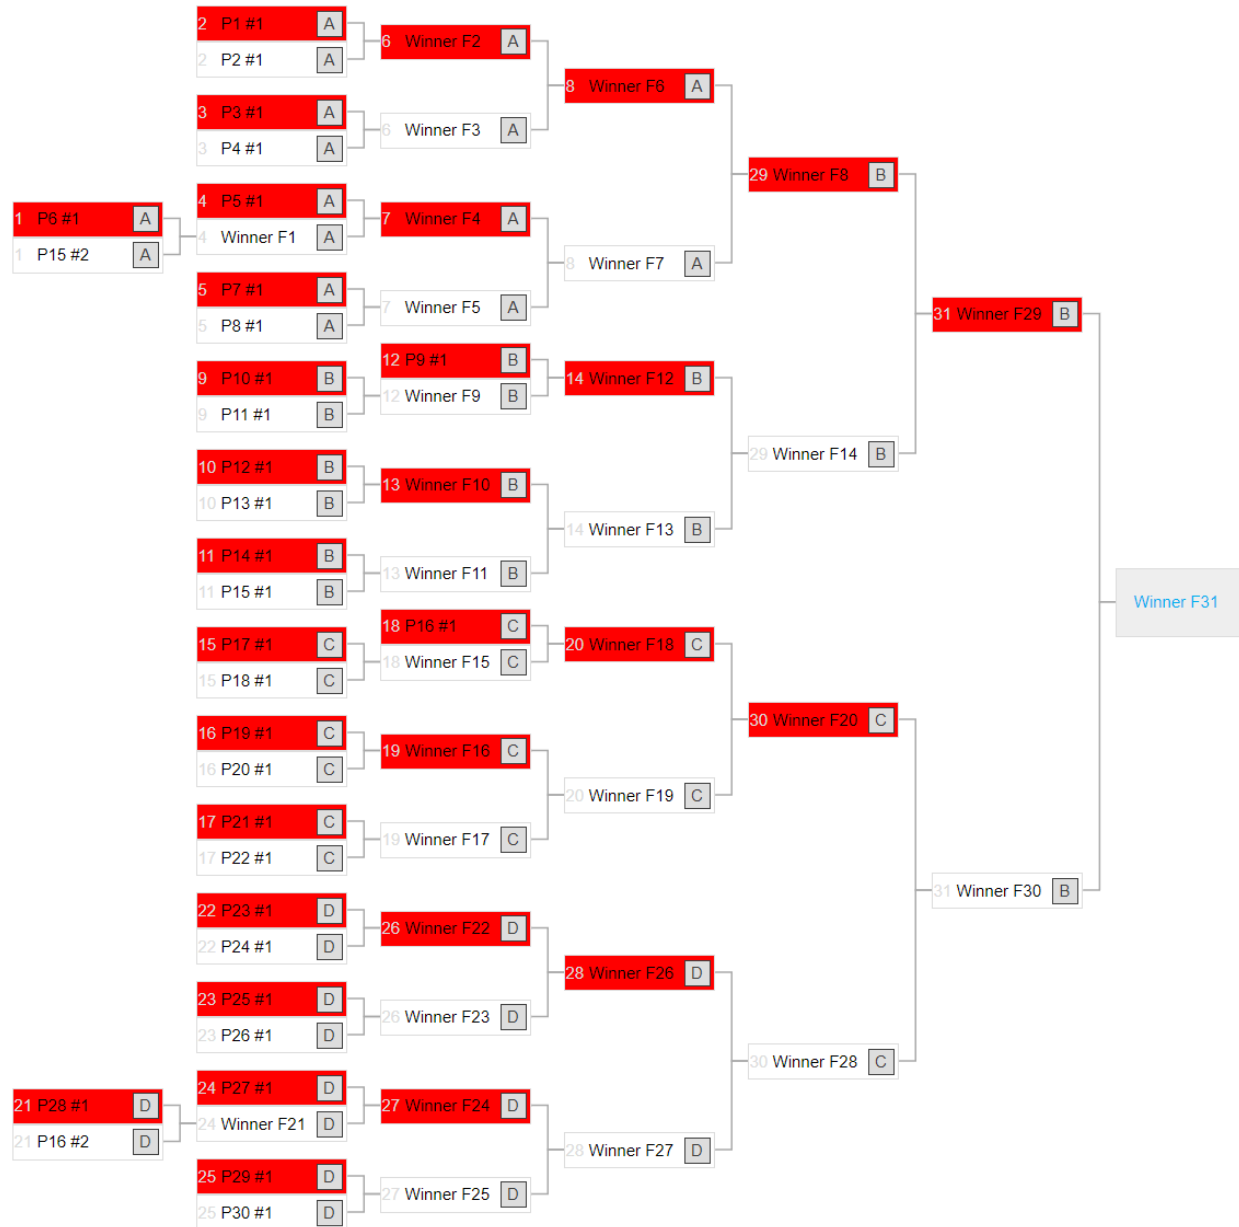 2 P1 #1 A
2 P2 #1 A
3 P3 #1 A
3 P4 #1 A
1 P6 #1 A
1 P15 #2 A
4 P5 #1 A
4 Winner F1 A
5 P7 #1 A
5 P8 #1 A
9 P10 #1 B
9 P11 #1 B
10 P12 #1 B
10 P13 #1 B
11 P14 #1 B
11 P15 #1 B
15 P17 #1 C
15 P18 #1 C
16 P19 #1 C
16 P20 #1 C
17 P21 #1 C
17 P22 #1 C
22 P23 #1 D
22 P24 #1 D
23 P25 #1 D
23 P26 #1 D
21 P28 #1 D
21 P16 #2 D
24 P27 #1 D
24 Winner F21 D
25 P29 #1 D
25 P30 #1 D
6 Winner F2 A
6 Winner F3 A
7 Winner F4 A
7 Winner F5 A
12 P9 #1 B
12 Winner F9 B
13 Winner F10 B
13 Winner F11 B
18 P16 #1 C
18 Winner F15 C
19 Winner F16 C
19 Winner F17 C
26 Winner F22 D
26 Winner F23 D
27 Winner F24 D
27 Winner F25 D
8 Winner F6 A
8 Winner F7 A
14 Winner F12 B
14 Winner F13 B
20 Winner F18 C
20 Winner F19 C
28 Winner F26 D
28 Winner F27 D
29 Winner F8 B
29 Winner F14 B
30 Winner F20 C
30 Winner F28 C
31 Winner F29 B
31 Winner F30 B
Winner F31